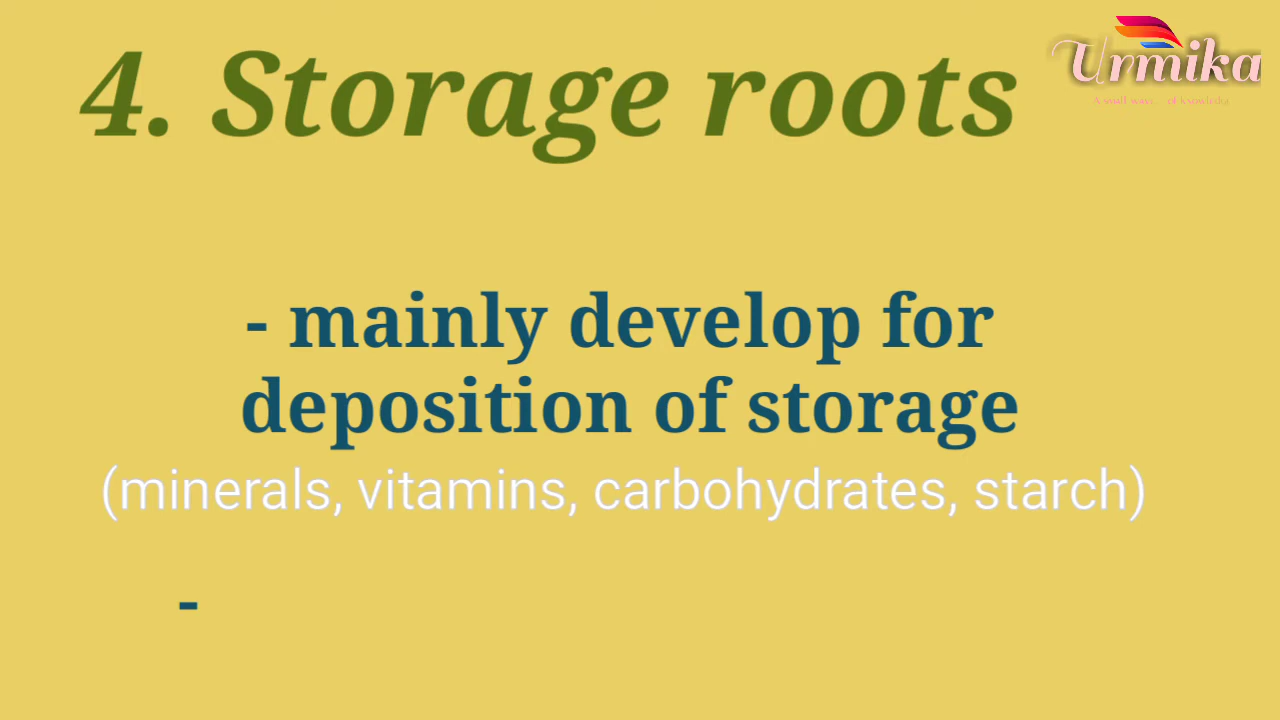 4. Storage roots
Urmika
- mainly develop for
deposition of storage
(minerals, vitamins, carbohydrates, starch)
-